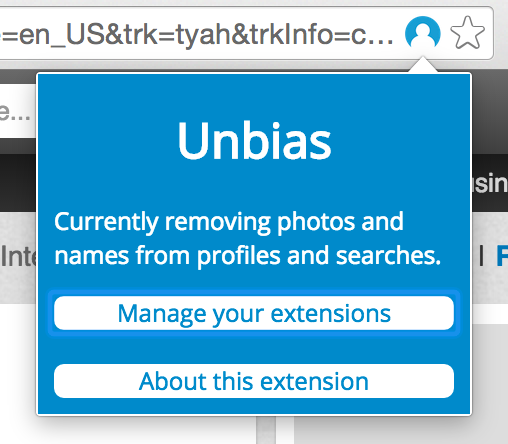 =en_US&trk=tyah&trkInfo=c...
e...
usin
Inte
F
Unbias
Currently removing photos and
names from profiles and searches.
Manage your extensions
About this extension